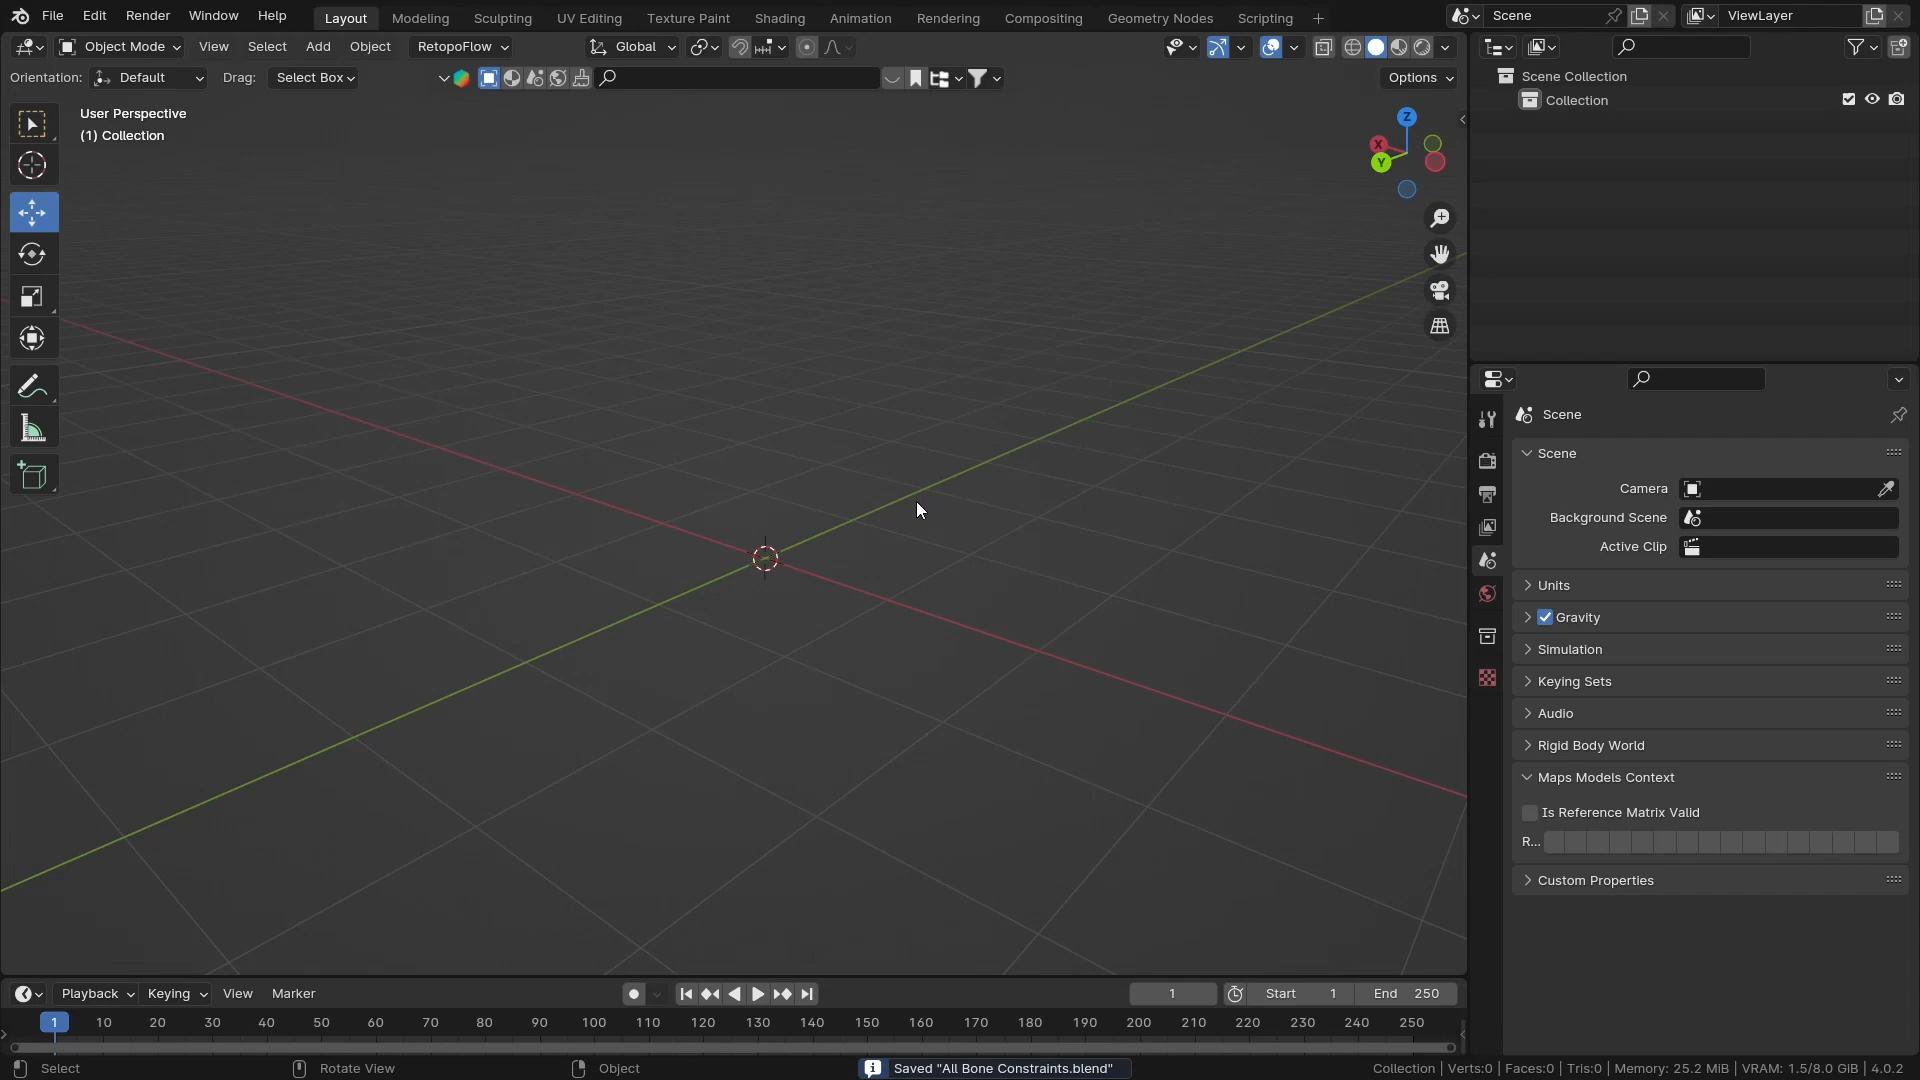 File Edit Render Window Help Layout Modeling Sculpting UV Editing Texture Paint Shading Animation Rendering Compositing Geometry Nodes Scripting + Scene ViewLayer
Object Mode View Select Add Object RetopoFlow Global
Orientation: Default Drag: Select Box Options
User Perspective
(1) Collection
Z
X
Y
Scene Collection
Collection
Scene
Scene
Camera
Background Scene
Active Clip
Units
Gravity
Simulation
Keying Sets
Audio
Rigid Body World
Maps Models Context
Is Reference Matrix Valid
R...
Custom Properties
Playback Keying View Marker 1 Start 1 End 250
1 10 20 30 40 50 60 70 80 90 100 110 120 130 140 150 160 170 180 190 200 210 220 230 240 250
Select Rotate View Object Saved "All Bone Constraints.blend" Collection | Verts:0 | Faces:0 | Tris:0 | Memory: 25.2 MiB | VRAM: 1.5/8.0 GiB | 4.0.2